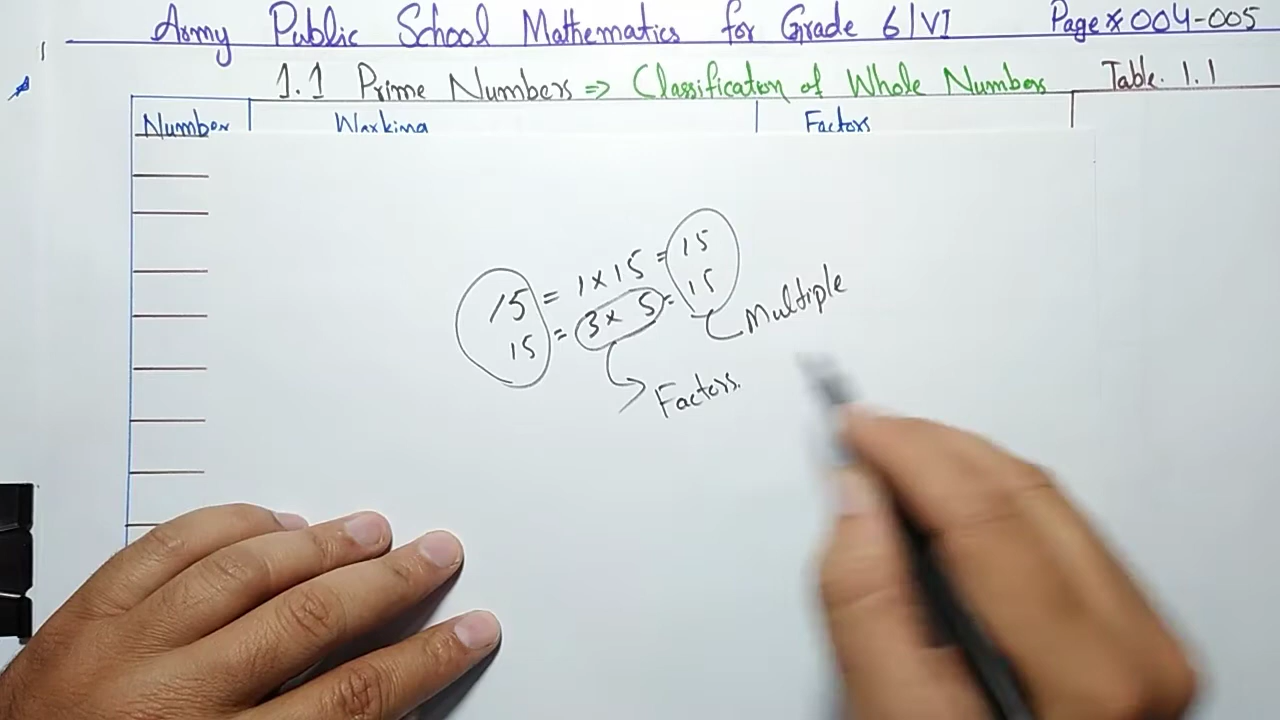 Army Public School Mathematics for Grade 6/VI Page * 004-005
1.1 Prime Numbers => Classification of Whole Numbers Table. 1.1
Number Working Factors
15 = 1 x 15 = 15
15 = 3 x 5 = 15
Multiple
Factors.